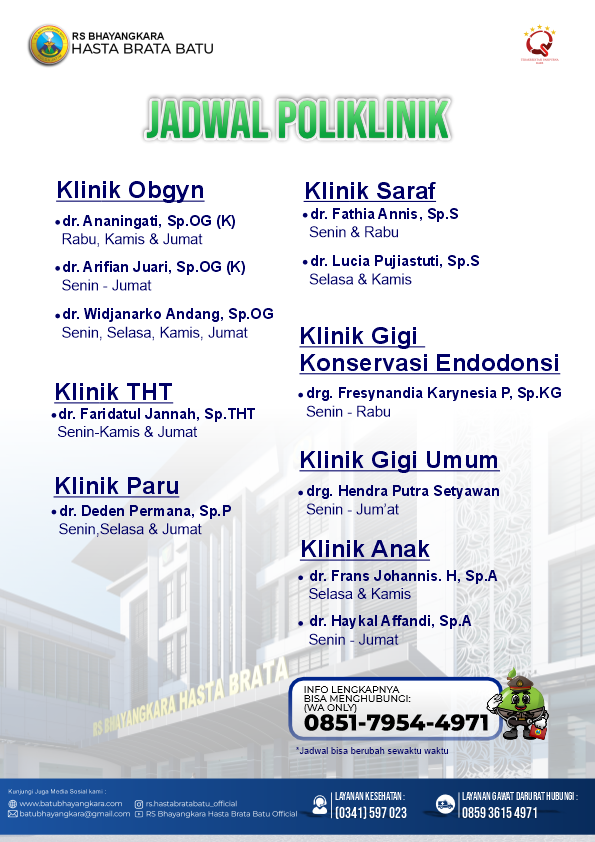 RS BHAYANGKARA
HASTA BRATA BATU
JADWAL POLIKLINIK
Klinik Obgyn
dr. Ananingati, Sp.OG (K)
Rabu, Kamis & Jumat
dr. Arifian Juari, Sp.OG (K)
Senin - Jumat
dr. Widjanarko Andang, Sp.OG
Senin, Selasa, Kamis, Jumat
Klinik THT
dr. Faridatul Jannah, Sp.THT
Senin-Kamis & Jumat
Klinik Paru
dr. Deden Permana, Sp.P
Senin,Selasa & Jumat
Klinik Saraf
dr. Fathia Annis, Sp.S
Senin & Rabu
dr. Lucia Pujiastuti, Sp.S
Selasa & Kamis
Klinik Gigi
Konservasi Endodonsi
drg. Fresynandia Karynesia P, Sp.KG
Senin - Rabu
Klinik Gigi Umum
drg. Hendra Putra Setyawan
Senin - Jum'at
Klinik Anak
dr. Frans Johannis. H, Sp.A
Selasa & Kamis
dr. Haykal Affandi, Sp.A
Senin - Jumat
RS BHAYANGKARA HASTA BRATA
INFO LENGKAPNYA
BISA MENGHUBUNGI:
(WA ONLY)
0851-7954-4971
*Jadwal bisa berubah sewaktu waktu
Kunjungi Juga Media Sosial kami :
www.batubhayangkara.com
rs.hastabratabatu_official
batubhayangkara@gmail.com
RS Bhayangkara Hasta Brata Batu Official
LAYANAN KESEHATAN :
(0341) 597 023
LAYANAN GAWAT DARURAT HUBUNGI :
0859 3615 4971